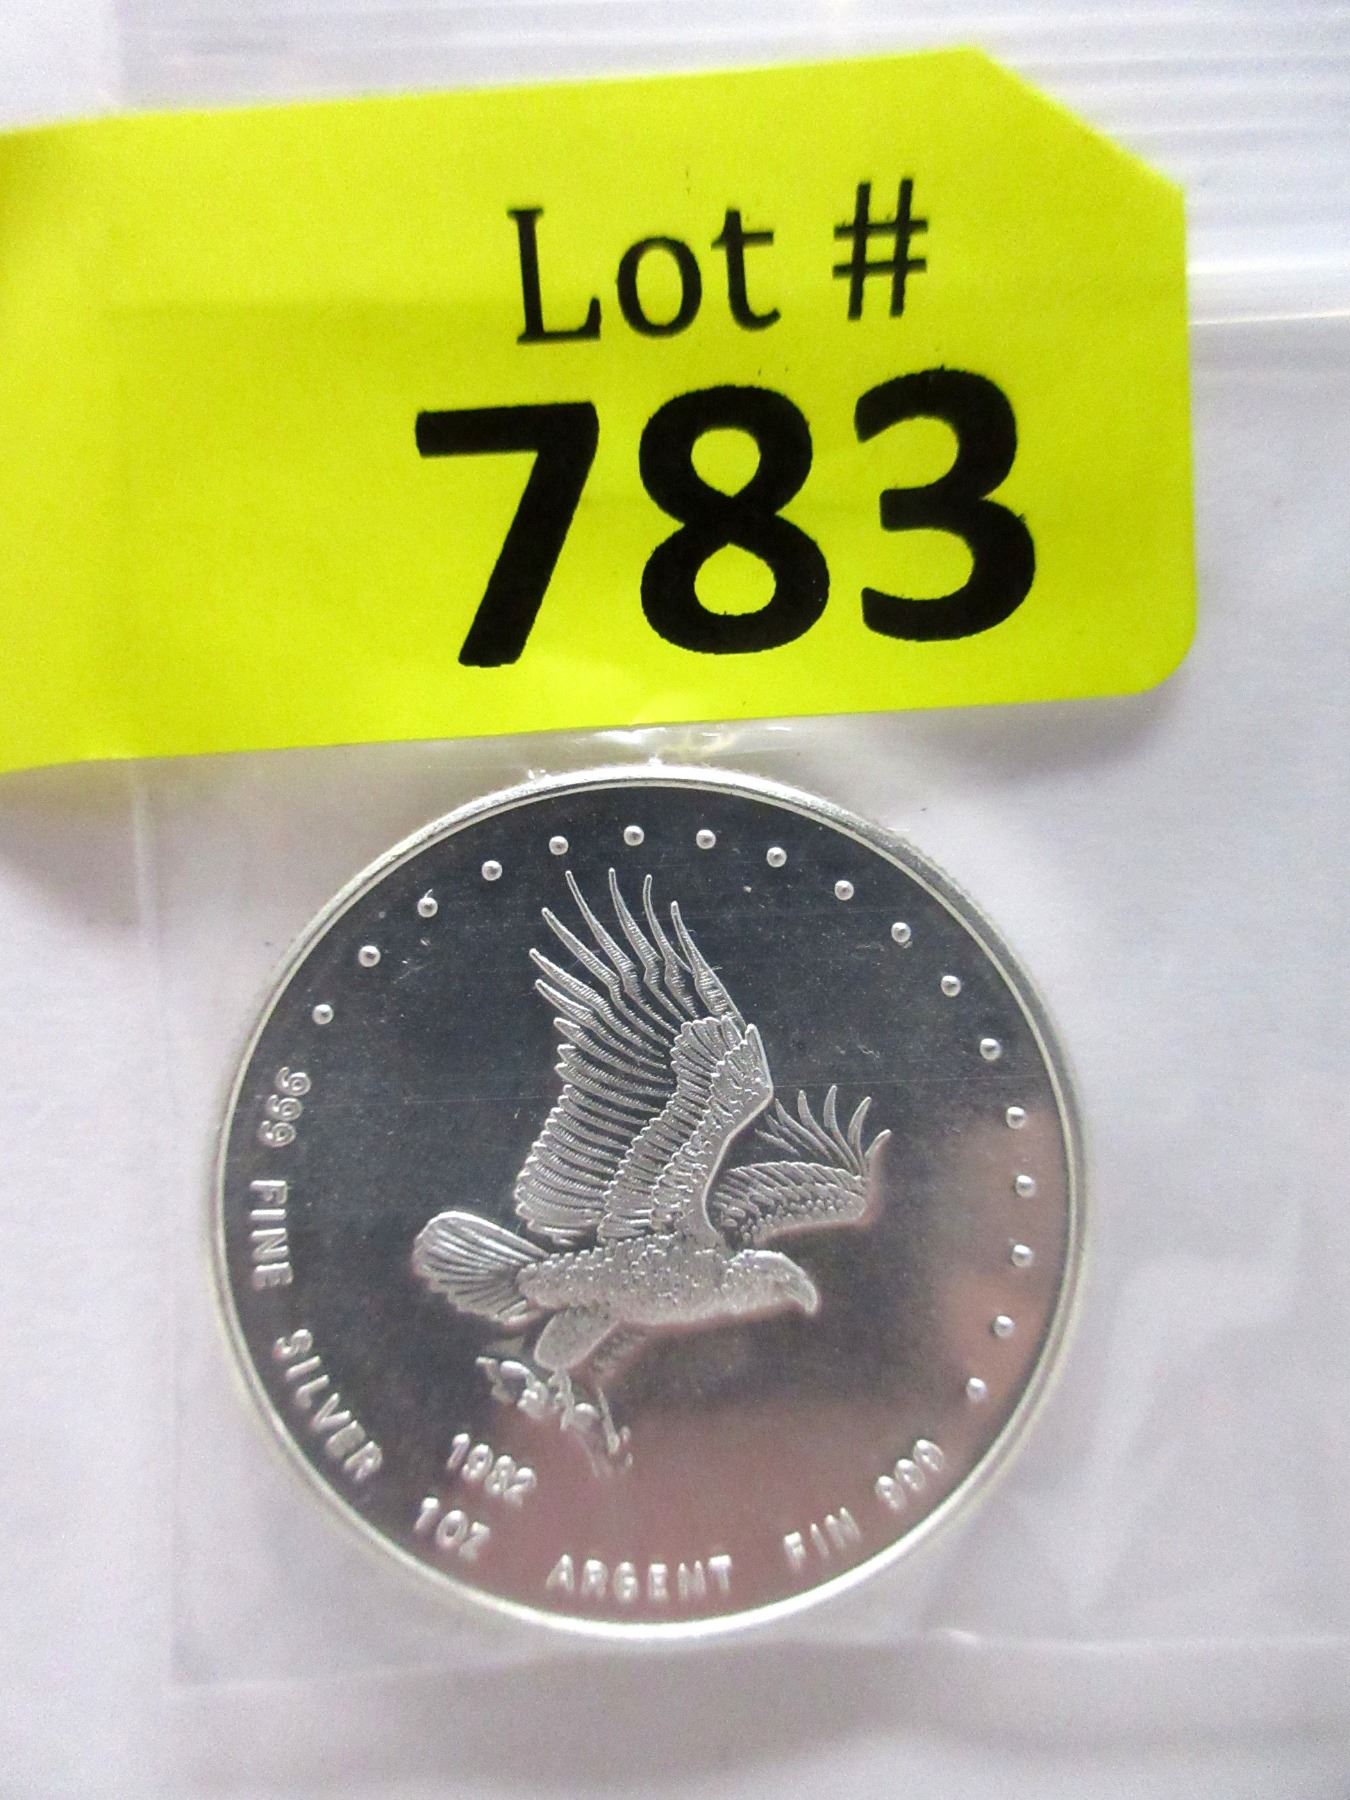 Lot #
783
999 FINE SILVER 1OZ ARGENT FIN 999
1982